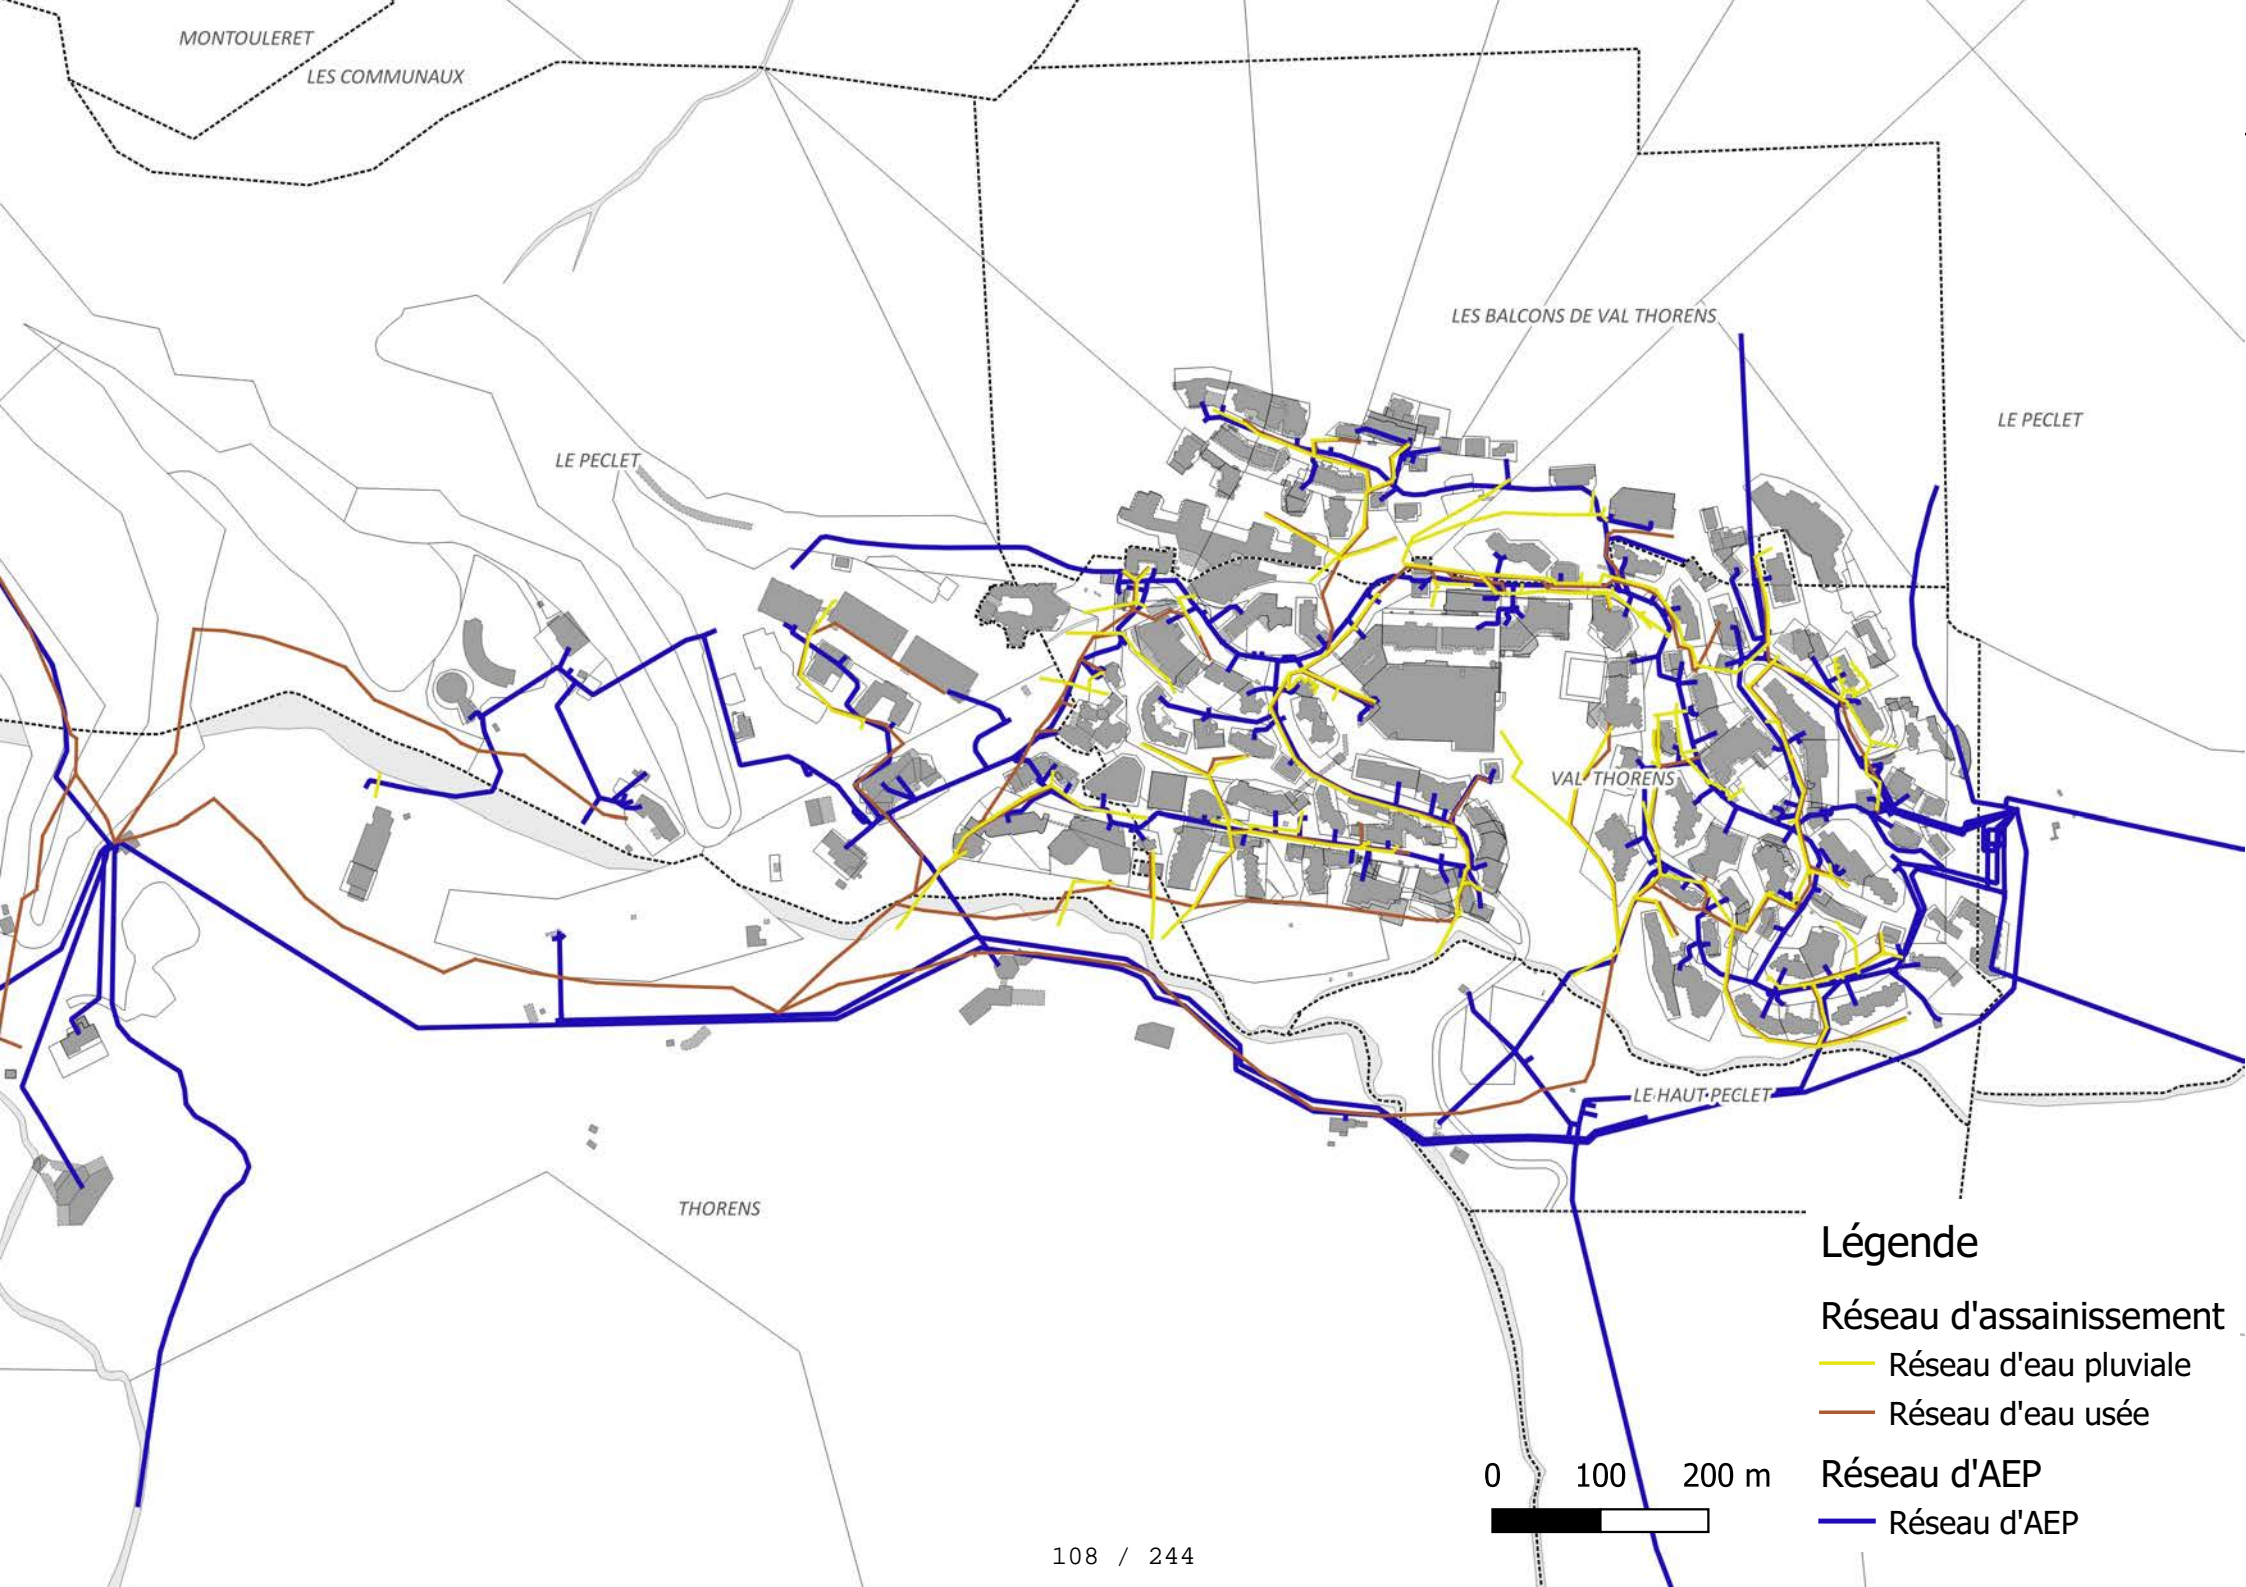 MONTOULERET
LES COMMUNAUX
LES BALCONS DE VAL THORENS
LE PECLET
LE PECLET
VAL THORENS
LE HAUT PECLET
THORENS
Légende
Réseau d'assainissement
Réseau d'eau pluviale
Réseau d'eau usée
0 100 200 m
Réseau d'AEP
Réseau d'AEP
108 / 244